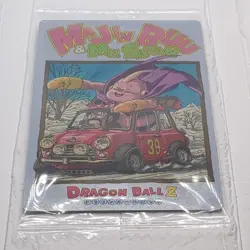 MAJIN BUU
& MR. SATAN
39
DRAGON BALL Z